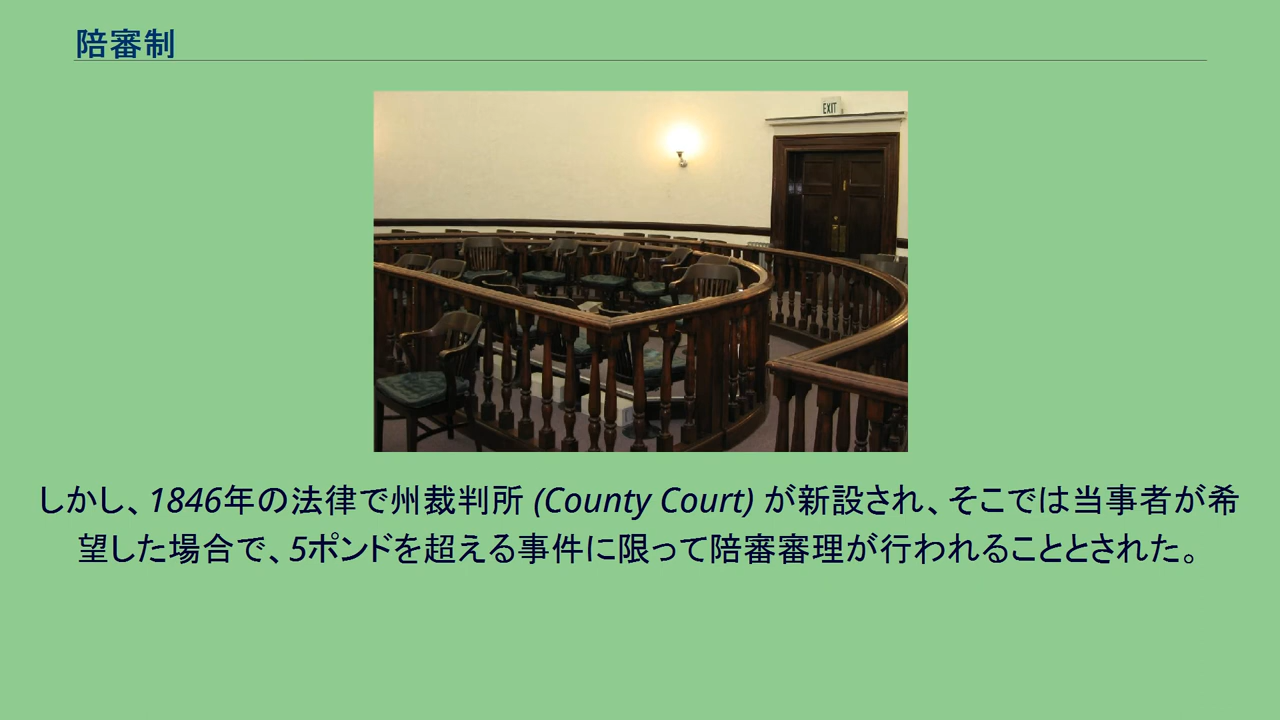 陪審制
EXIT
しかし、1846年の法律で州裁判所 (County Court) が新設され、そこでは当事者が希
望した場合で、5ポンドを超える事件に限って陪審審理が行われることとされた。